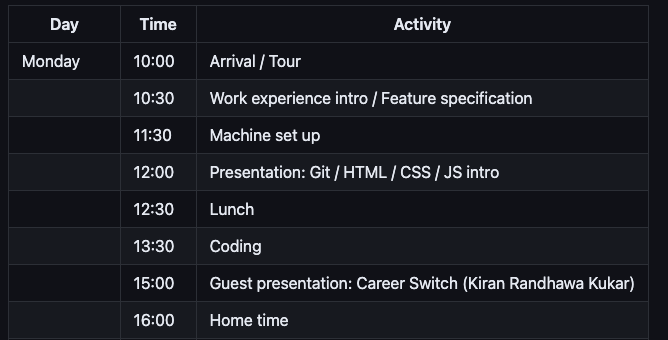 Day Time Activity
Monday 10:00 Arrival / Tour
10:30 Work experience intro / Feature specification
11:30 Machine set up
12:00 Presentation: Git / HTML / CSS / JS intro
12:30 Lunch
13:30 Coding
15:00 Guest presentation: Career Switch (Kiran Randhawa Kukar)
16:00 Home time